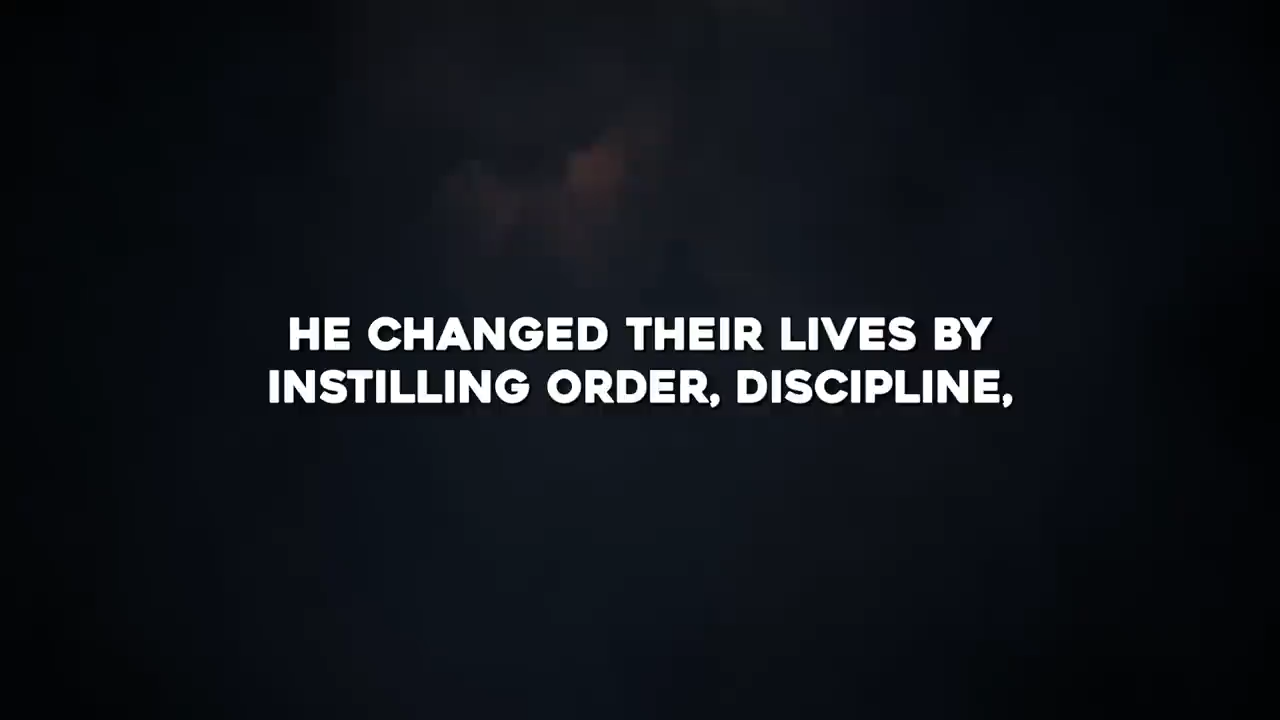 HE CHANGED THEIR LIVES BY
INSTILLING ORDER, DISCIPLINE,